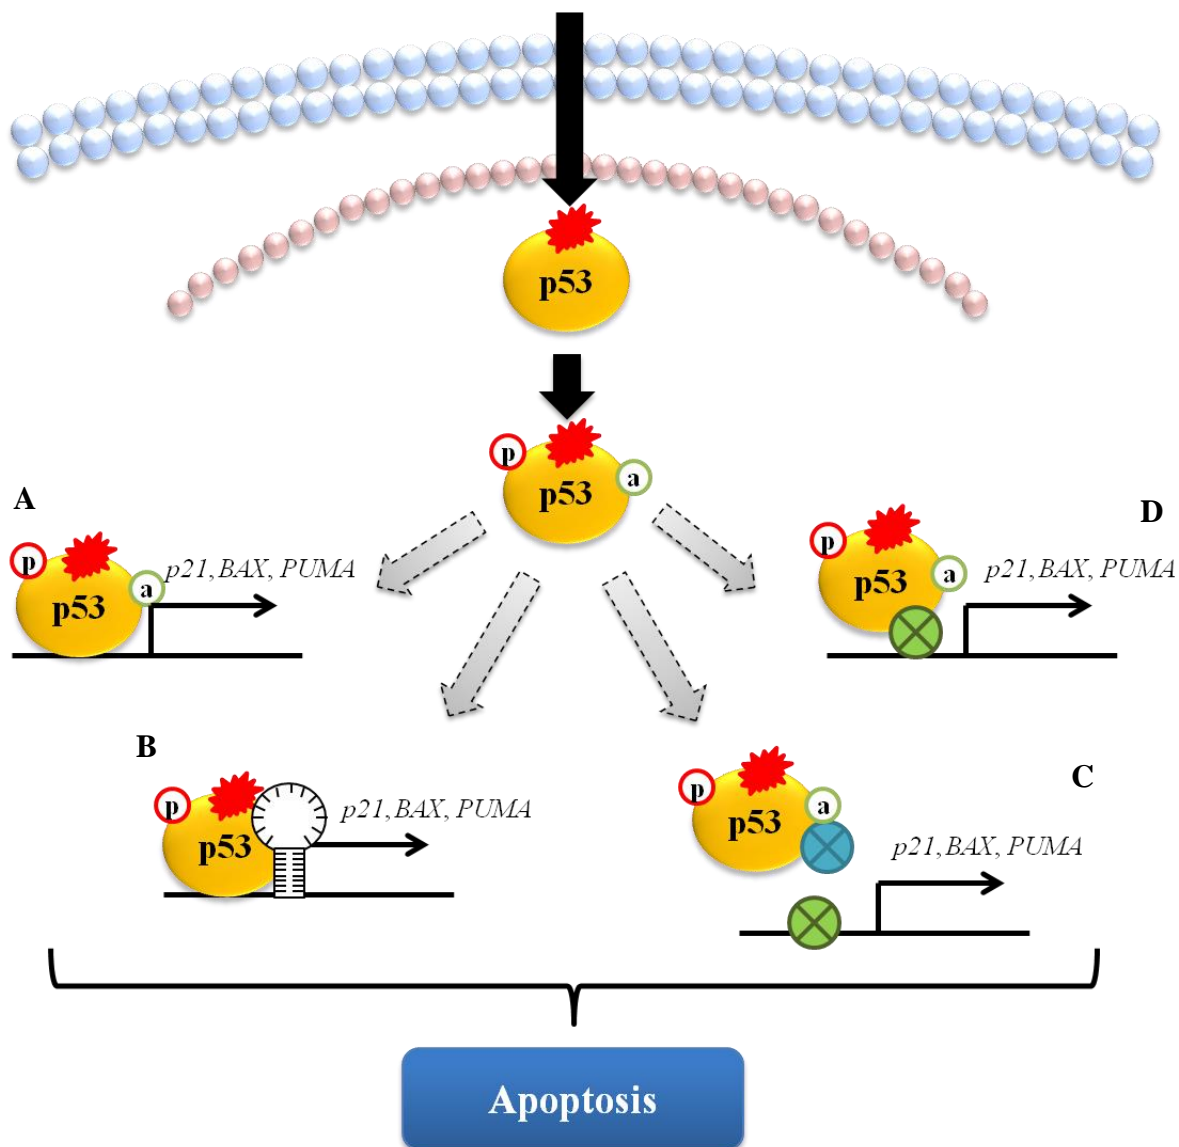 p53
p
a
p53
A
p
a
p53
p21, BAX, PUMA
D
p
a
p53
p21, BAX, PUMA
B
p
p53
p21, BAX, PUMA
C
p
a
p53
p21, BAX, PUMA
Apoptosis